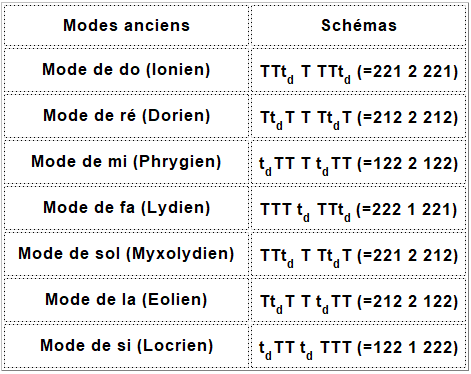 Modes anciens Schémas
Mode de do (Ionien) TTtd T TTtd (=221 2 221)
Mode de ré (Dorien) TtdT T TtdT (=212 2 212)
Mode de mi (Phrygien) tdTT T tdTT (=122 2 122)
Mode de fa (Lydien) TTT td TTtd (=222 1 221)
Mode de sol (Myxolydien) TTtd T TtdT (=221 2 212)
Mode de la (Eolien) TtdT T tdTT (=212 2 122)
Mode de si (Locrien) tdTT td TTT (=122 1 222)